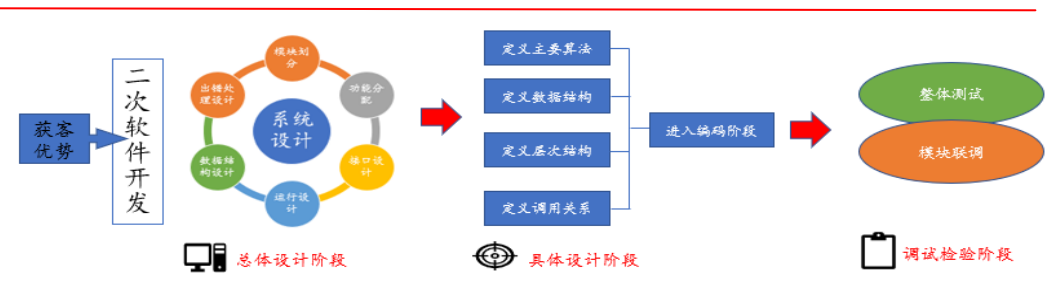 获客
优势
二
次
软
件
开
发
系统
设计
模块划
分
功能分
配
接口设
计
运行设
计
数据结
构设计
出错处
理设计
总体设计阶段
定义主要算法
定义数据结构
定义层次结构
定义调用关系
进入编码阶段
具体设计阶段
整体测试
模块联调
调试检验阶段